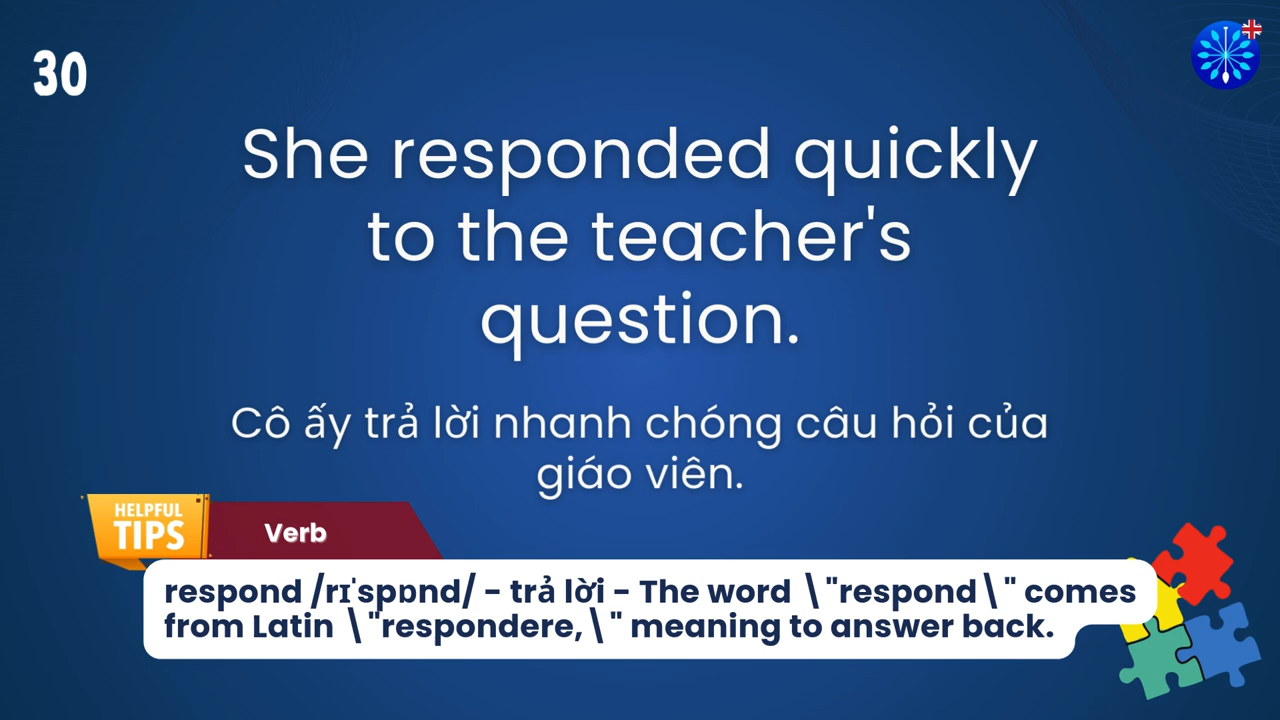 30
She responded quickly
to the teacher's
question.
Cô ấy trả lời nhanh chóng câu hỏi của
giáo viên.
HELPFUL
TIPS
Verb
respond /rɪˈspɒnd/ - trả lời - The word \"respond\" comes
from Latin \"respondere,\" meaning to answer back.